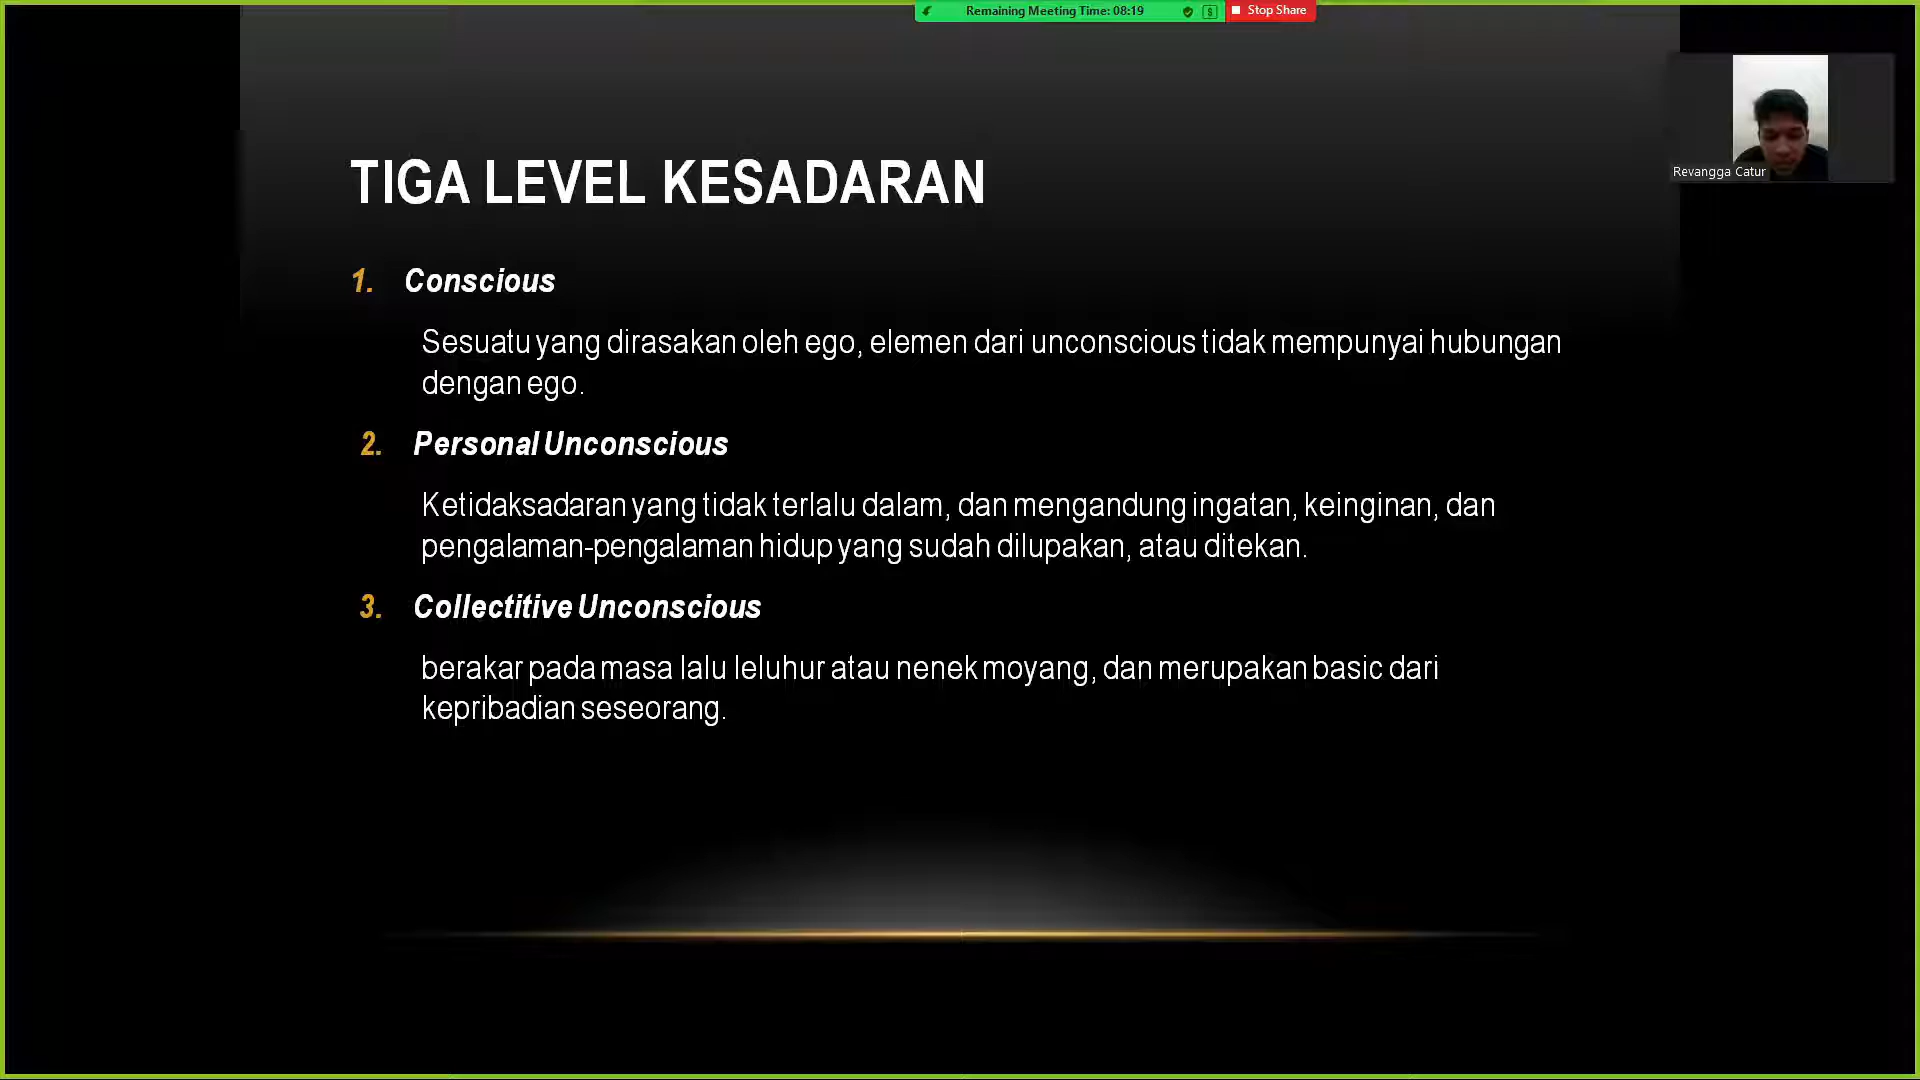 Remaining Meeting Time: 08:19
Stop Share
Revangga Catur
TIGA LEVEL KESADARAN
1. Conscious
Sesuatu yang dirasakan oleh ego, elemen dari unconscious tidak mempunyai hubungan
dengan ego.
2. Personal Unconscious
Ketidaksadaran yang tidak terlalu dalam, dan mengandung ingatan, keinginan, dan
pengalaman-pengalaman hidup yang sudah dilupakan, atau ditekan.
3. Collectitive Unconscious
berakar pada masa lalu leluhur atau nenek moyang, dan merupakan basic dari
kepribadian seseorang.